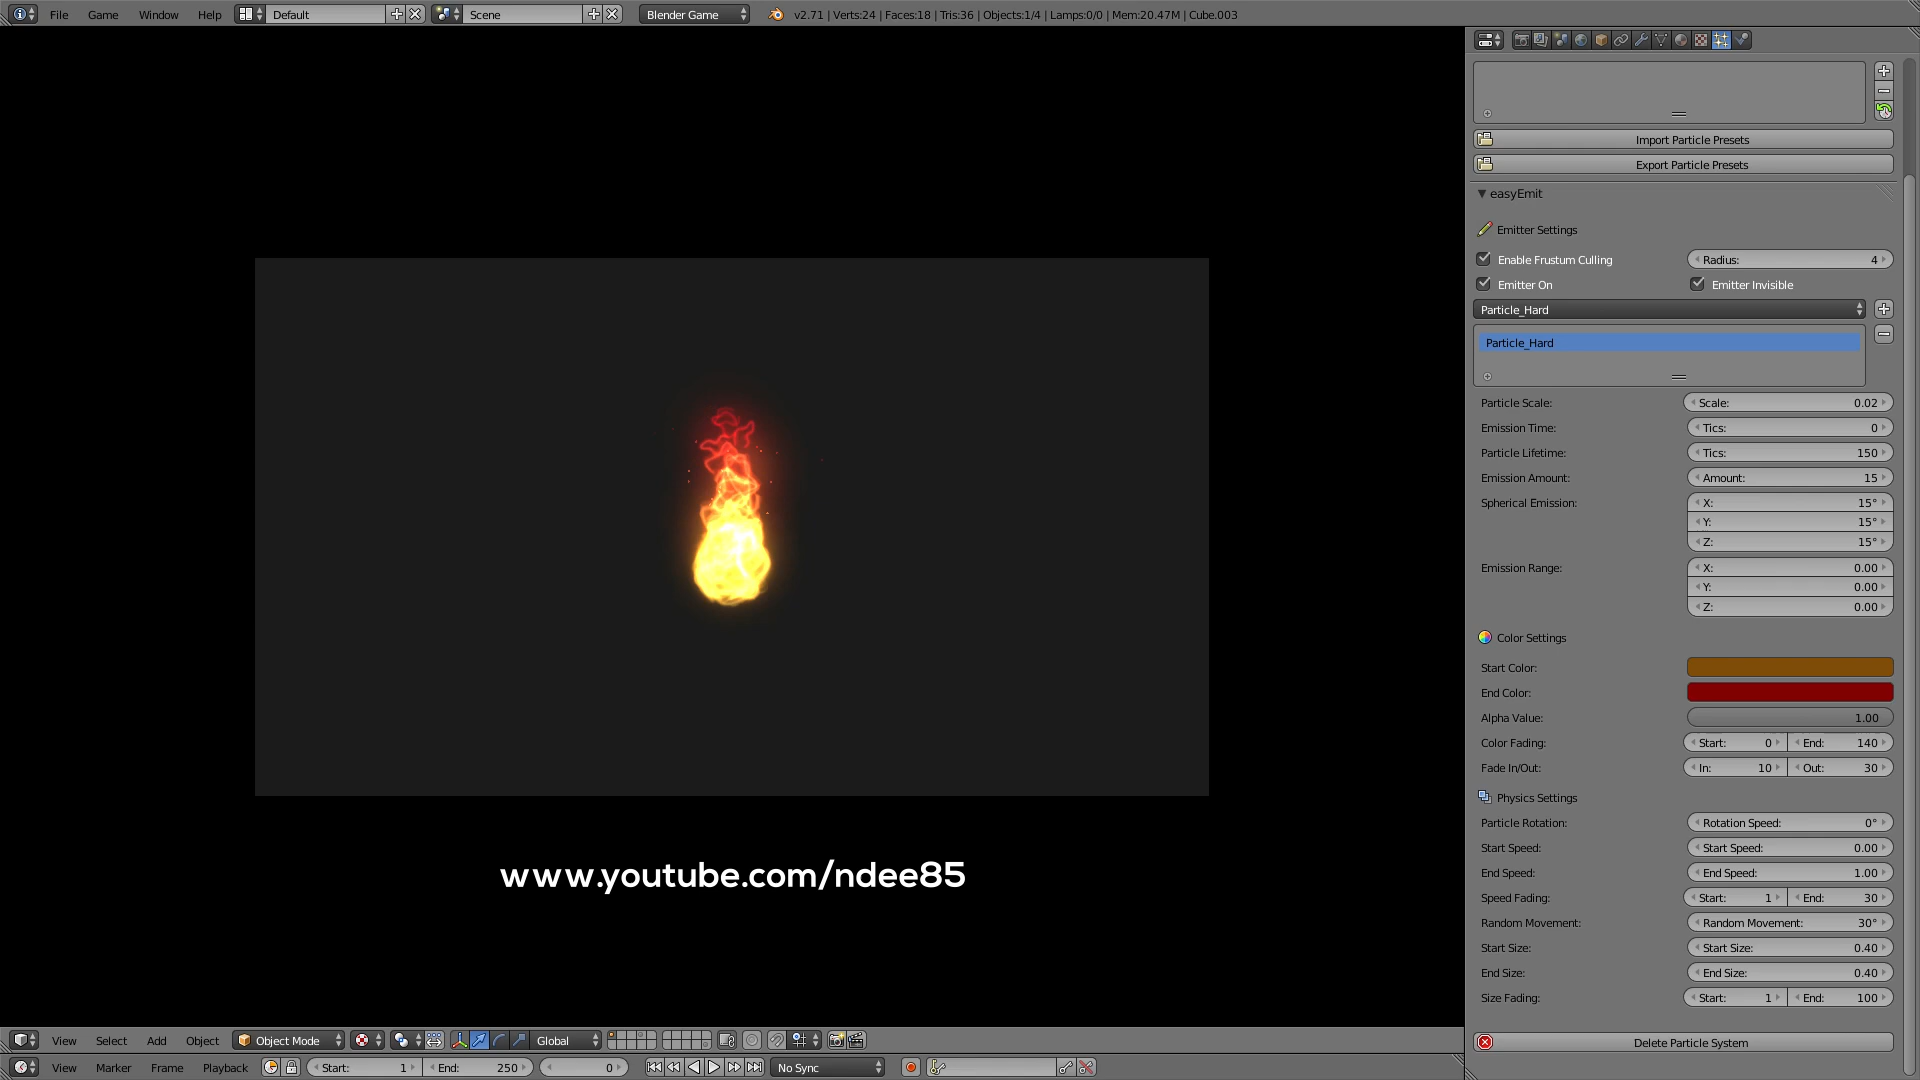 File Game Window Help Default Scene Blender Game v2.71 | Verts:24 | Faces:18 | Tris:36 | Objects:1/4 | Lamps:0/0 | Mem:20.47M | Cube.003
Import Particle Presets
Export Particle Presets
easyEmit
Emitter Settings
Enable Frustum Culling Radius: 4
Emitter On Emitter Invisible
Particle_Hard
Particle_Hard
Particle Scale: Scale: 0.02
Emission Time: Tics: 0
Particle Lifetime: Tics: 150
Emission Amount: Amount: 15
Spherical Emission: X: 15°
Y: 15°
Z: 15°
Emission Range: X: 0.00
Y: 0.00
Z: 0.00
Color Settings
Start Color:
End Color:
Alpha Value: 1.00
Color Fading: Start: 0 End: 140
Fade In/Out: In: 10 Out: 30
Physics Settings
Particle Rotation: Rotation Speed: 0°
Start Speed: Start Speed: 0.00
End Speed: End Speed: 1.00
Speed Fading: Start: 1 End: 30
Random Movement: Random Movement: 30°
Start Size: Start Size: 0.40
End Size: End Size: 0.40
Size Fading: Start: 1 End: 100
Delete Particle System
www.youtube.com/ndee85
View Select Add Object Object Mode Global
View Marker Frame Playback Start: 1 End: 250 0 No Sync